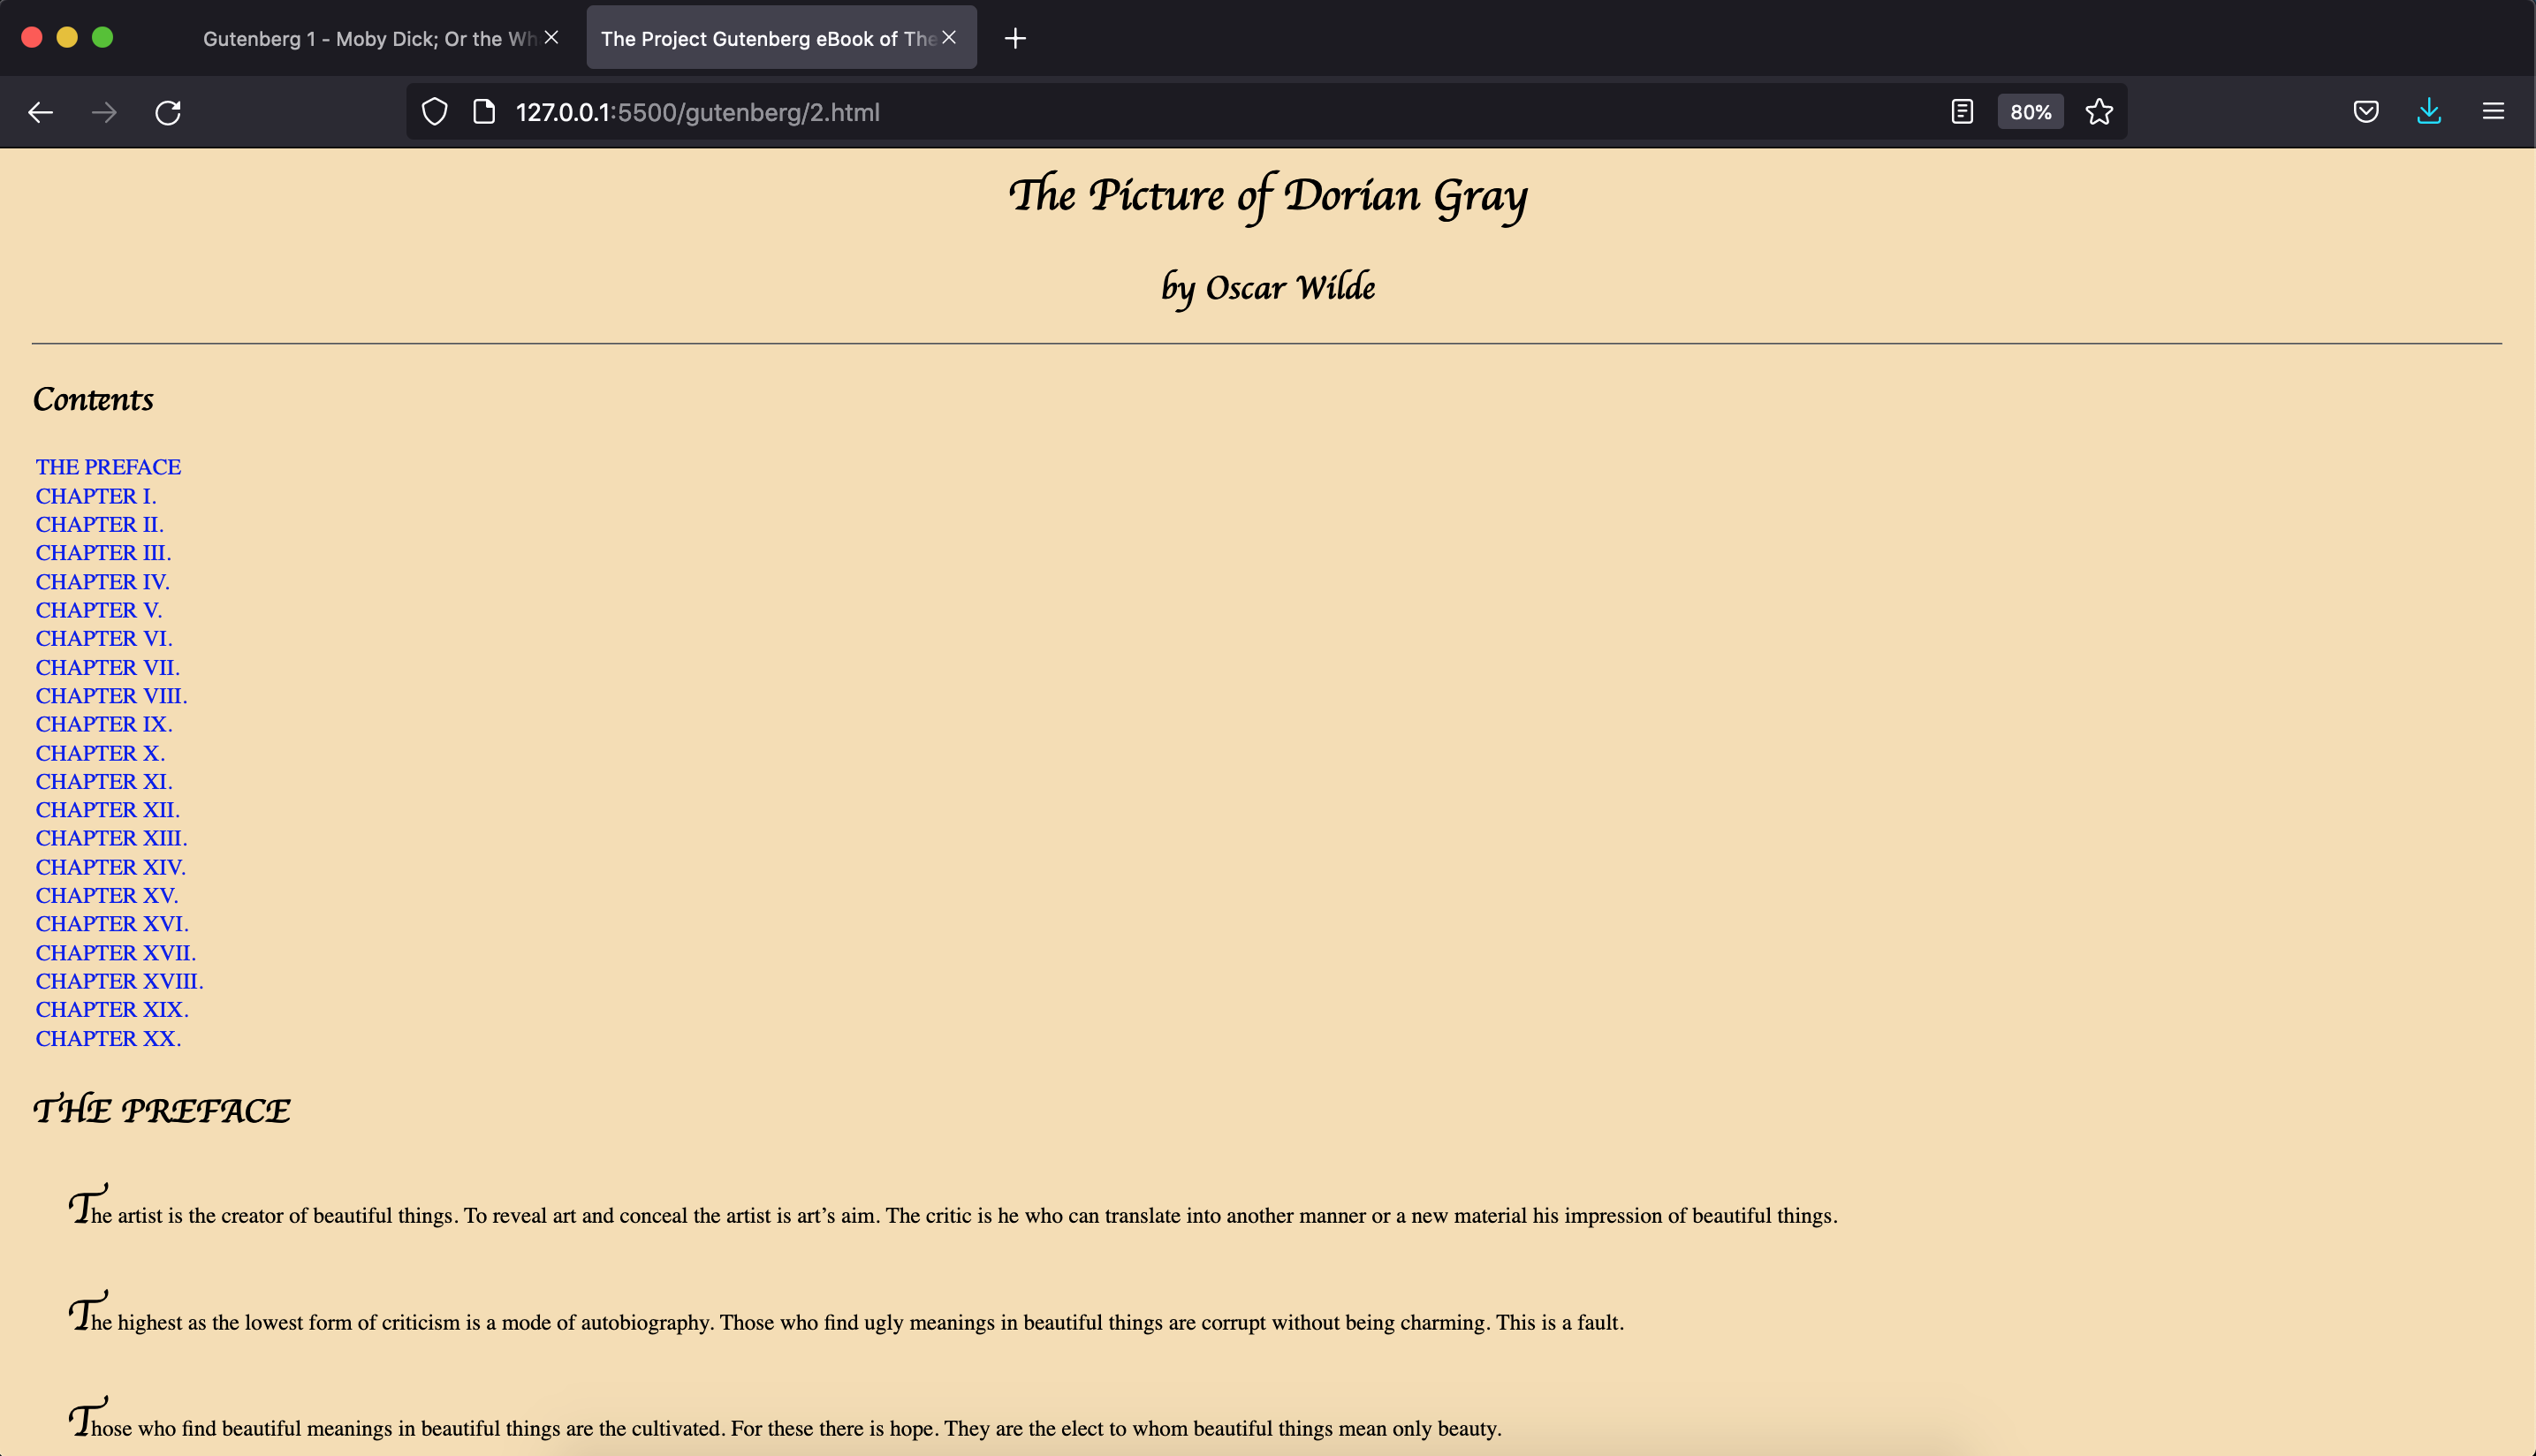 Gutenberg 1 - Moby Dick; Or the Wh
The Project Gutenberg eBook of The
127.0.0.1:5500/gutenberg/2.html
80%
The Picture of Dorian Gray
by Oscar Wilde
Contents
THE PREFACE
CHAPTER I.
CHAPTER II.
CHAPTER III.
CHAPTER IV.
CHAPTER V.
CHAPTER VI.
CHAPTER VII.
CHAPTER VIII.
CHAPTER IX.
CHAPTER X.
CHAPTER XI.
CHAPTER XII.
CHAPTER XIII.
CHAPTER XIV.
CHAPTER XV.
CHAPTER XVI.
CHAPTER XVII.
CHAPTER XVIII.
CHAPTER XIX.
CHAPTER XX.
THE PREFACE
The artist is the creator of beautiful things. To reveal art and conceal the artist is art’s aim. The critic is he who can translate into another manner or a new material his impression of beautiful things.
The highest as the lowest form of criticism is a mode of autobiography. Those who find ugly meanings in beautiful things are corrupt without being charming. This is a fault.
Those who find beautiful meanings in beautiful things are the cultivated. For these there is hope. They are the elect to whom beautiful things mean only beauty.